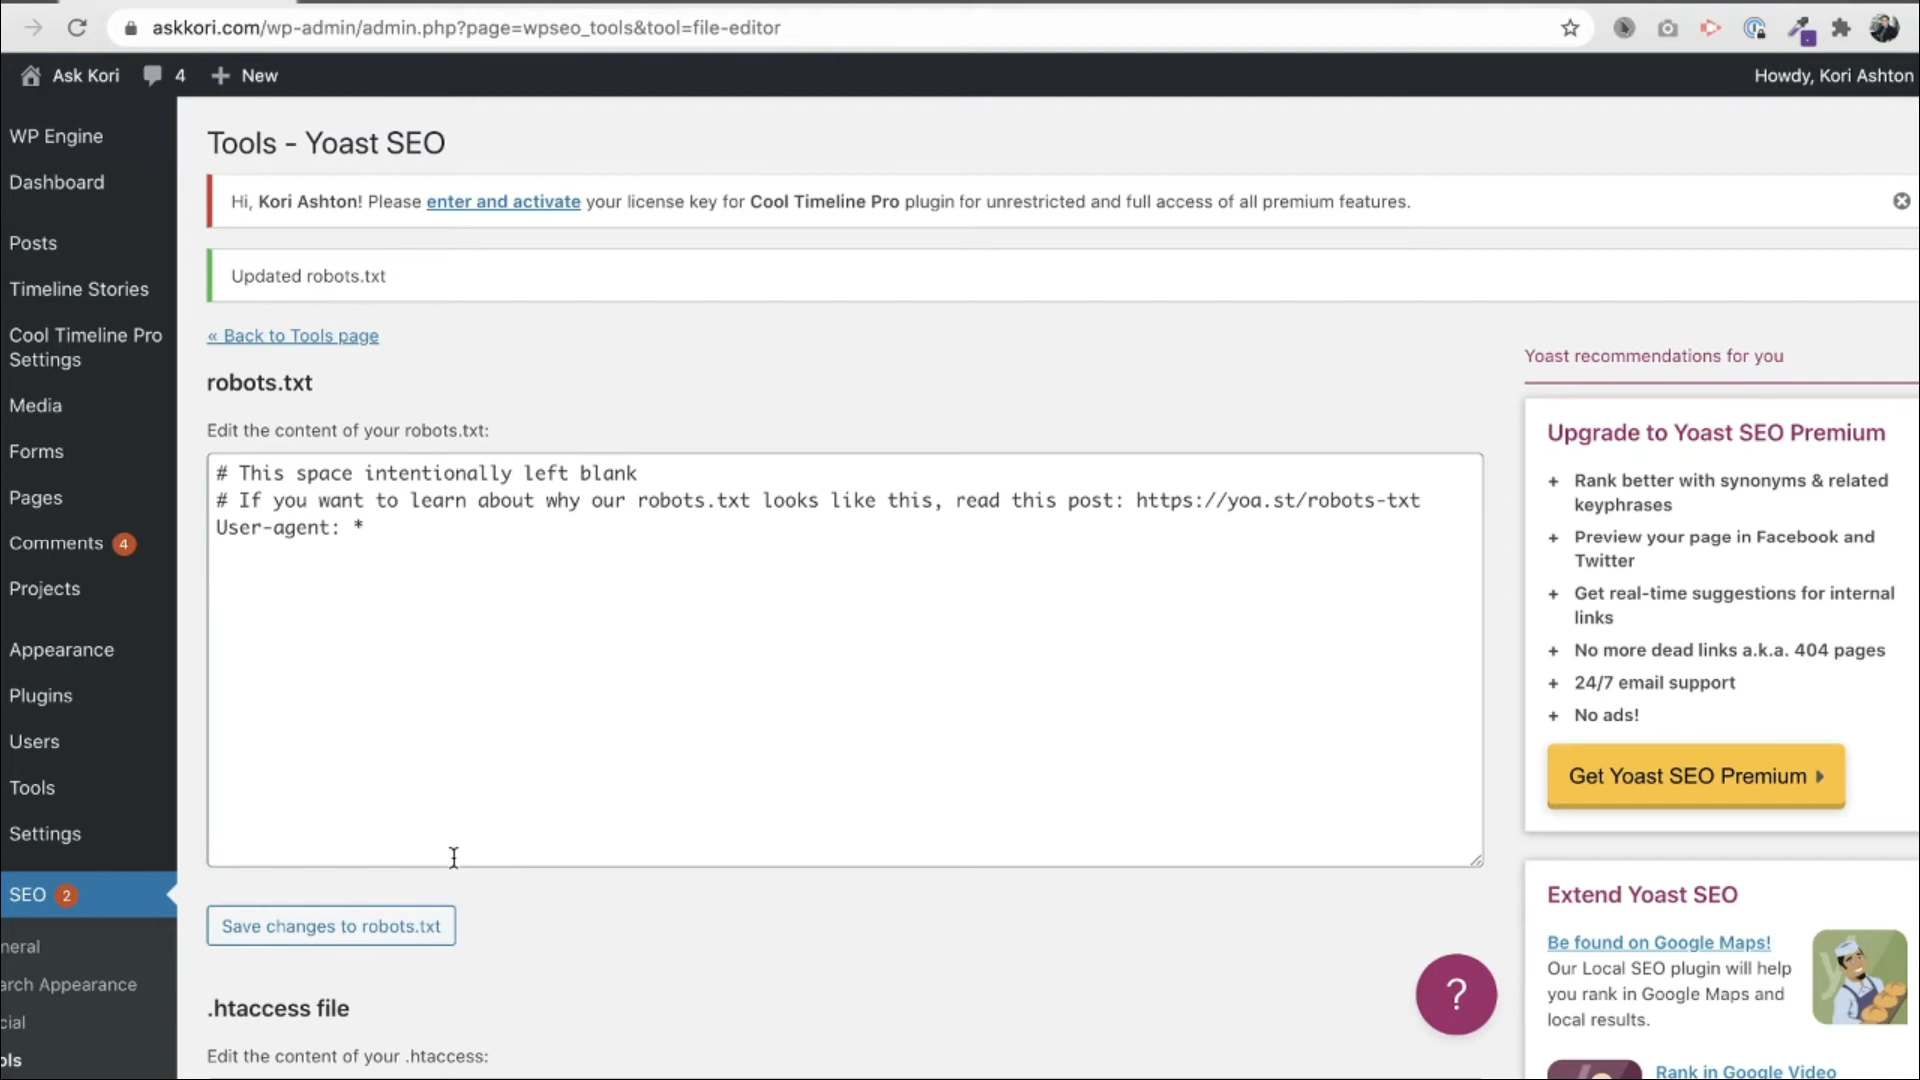 askkori.com/wp-admin/admin.php?page=wpseo_tools&tool=file-editor
Ask Kori 4 + New Howdy, Kori Ashton
WP Engine
Dashboard
Posts
Timeline Stories
Cool Timeline Pro
Settings
Media
Forms
Pages
Comments 4
Projects
Appearance
Plugins
Users
Tools
Settings
SEO 2
neral
arch Appearance
cial
ols
Tools - Yoast SEO
Hi, Kori Ashton! Please enter and activate your license key for Cool Timeline Pro plugin for unrestricted and full access of all premium features.
Updated robots.txt
« Back to Tools page
robots.txt
Edit the content of your robots.txt:
# This space intentionally left blank
# If you want to learn about why our robots.txt looks like this, read this post: https://yoa.st/robots-txt
User-agent: *
Save changes to robots.txt
.htaccess file
Edit the content of your .htaccess:
?
Yoast recommendations for you
Upgrade to Yoast SEO Premium
+ Rank better with synonyms & related
keyphrases
+ Preview your page in Facebook and
Twitter
+ Get real-time suggestions for internal
links
+ No more dead links a.k.a. 404 pages
+ 24/7 email support
+ No ads!
Get Yoast SEO Premium
Extend Yoast SEO
Be found on Google Maps!
Our Local SEO plugin will help
you rank in Google Maps and
local results.
Rank in Google Video